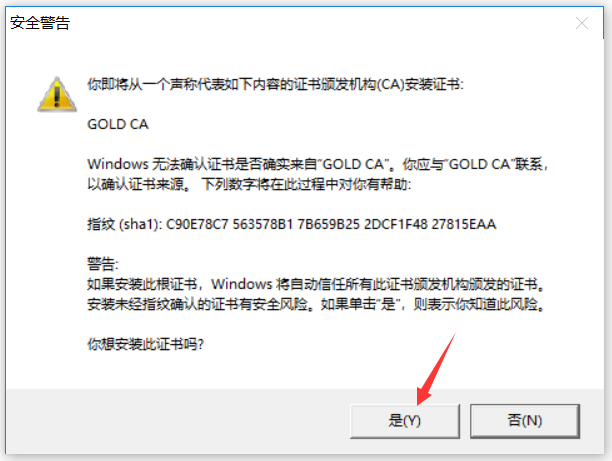 安全警告
你即将从一个声称代表如下内容的证书颁发机构(CA)安装证书:
GOLD CA
Windows 无法确认证书是否确实来自“GOLD CA”。你应与“GOLD CA”联系，
以确认证书来源。 下列数字将在此过程中对你有帮助:
指纹 (sha1): C90E78C7 563578B1 7B659B25 2DCF1F48 27815EAA
警告:
如果安装此根证书，Windows 将自动信任所有此证书颁发机构颁发的证书。
安装未经指纹确认的证书有安全风险。如果单击“是”，则表示你知道此风险。
你想安装此证书吗?
是(Y)
否(N)